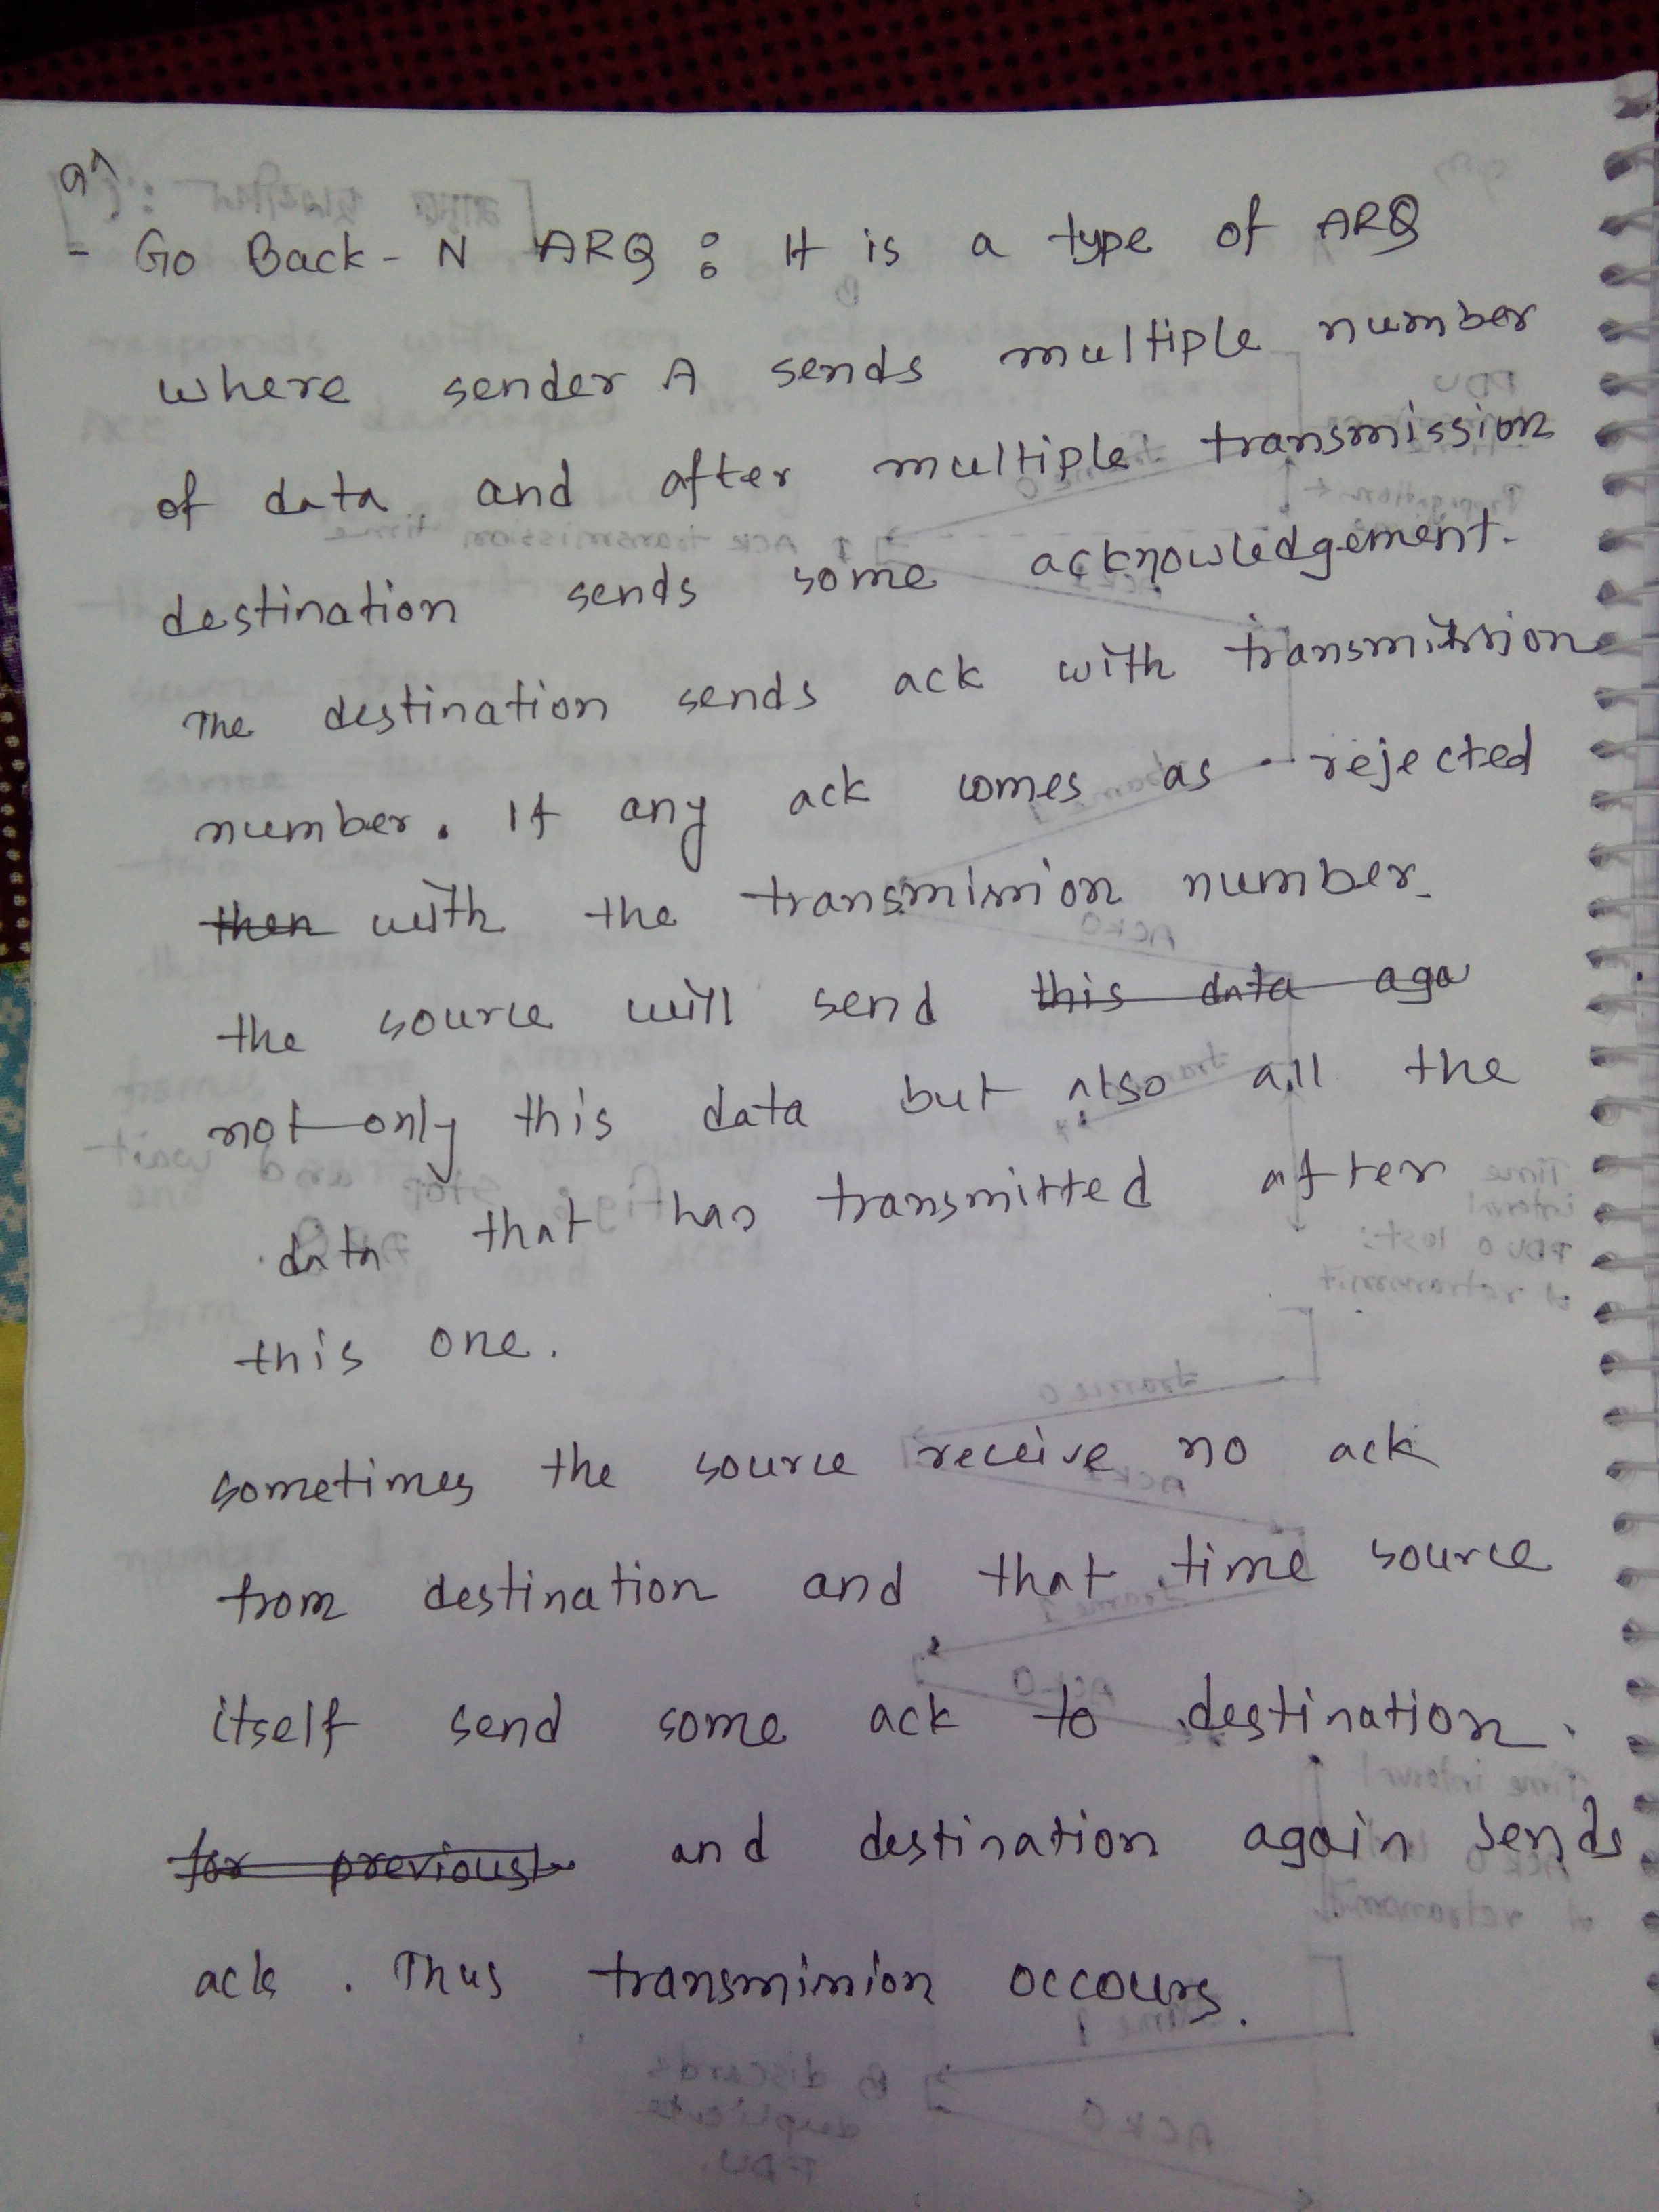 - Go Back - N ARQ : It is a type of ARQ
where sender A sends multiple number
of data and after multiple transmission
destination sends some acknowledgement.
The destination sends ack with transmission
number. If any ack comes as rejected
then with the transmission number
the source will send this data aga
not only this data but also all the
data that has transmitted after
this one.
sometimes the source receive no ack
from destination and that time source
itself send some ack to destination.
for previous and destination again sends
ack. Thus transmission occours.